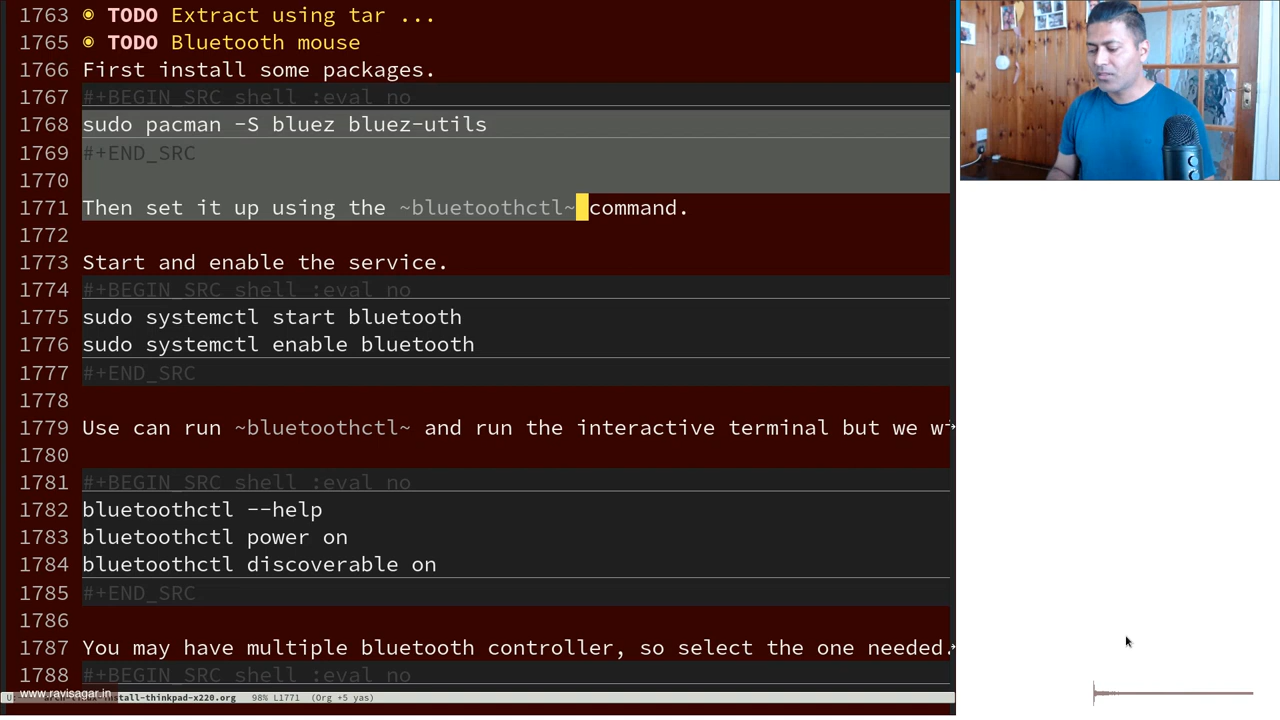 1763 ◉ TODO Extract using tar ...
1765 ◉ TODO Bluetooth mouse
1766 First install some packages.
1767 #+BEGIN_SRC shell :eval no
1768 sudo pacman -S bluez bluez-utils
1769 #+END_SRC
1770
1771 Then set it up using the ~bluetoothctl~ command.
1772
1773 Start and enable the service.
1774 #+BEGIN_SRC shell :eval no
1775 sudo systemctl start bluetooth
1776 sudo systemctl enable bluetooth
1777 #+END_SRC
1778
1779 Use can run ~bluetoothctl~ and run the interactive terminal but we
1780
1781 #+BEGIN_SRC shell :eval no
1782 bluetoothctl --help
1783 bluetoothctl power on
1784 bluetoothctl discoverable on
1785 #+END_SRC
1786
1787 You may have multiple bluetooth controller, so select the one needed.
1788 #+BEGIN_SRC shell :eval no
www.ravisagar.in
install-thinkpad-x220.org 98% L1771 (Org +5 yas)